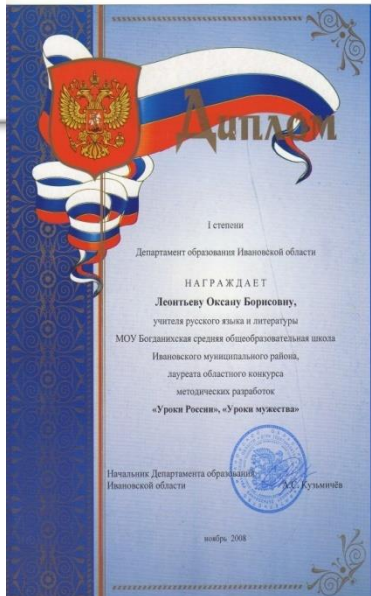 Диплом
I степени
Департамент образования Ивановской области
НАГРАЖДАЕТ
Леонтьеву Оксану Борисовну,
учителя русского языка и литературы
МОУ Богданихская средняя общеобразовательная школа
Ивановского муниципального района,
лауреата областного конкурса
методических разработок
«Уроки России», «Уроки мужества»
Начальник Департамента образования
Ивановской области А.С. Кузьмичёв
ноябрь 2008